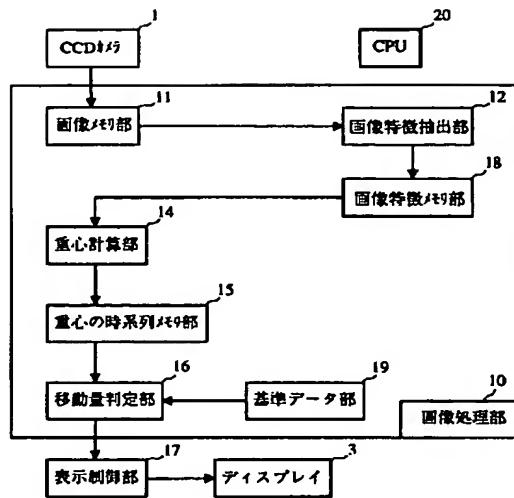 1
20
CCDカメラ
CPU
11
12
画像メモリ部
画像特徴抽出部
18
14
画像特徴メモリ部
重心計算部
15
重心の時系列メモリ部
16
19
10
移動量判定部
基準データ部
画像処理部
17
3
表示制御部
ディスプレイ